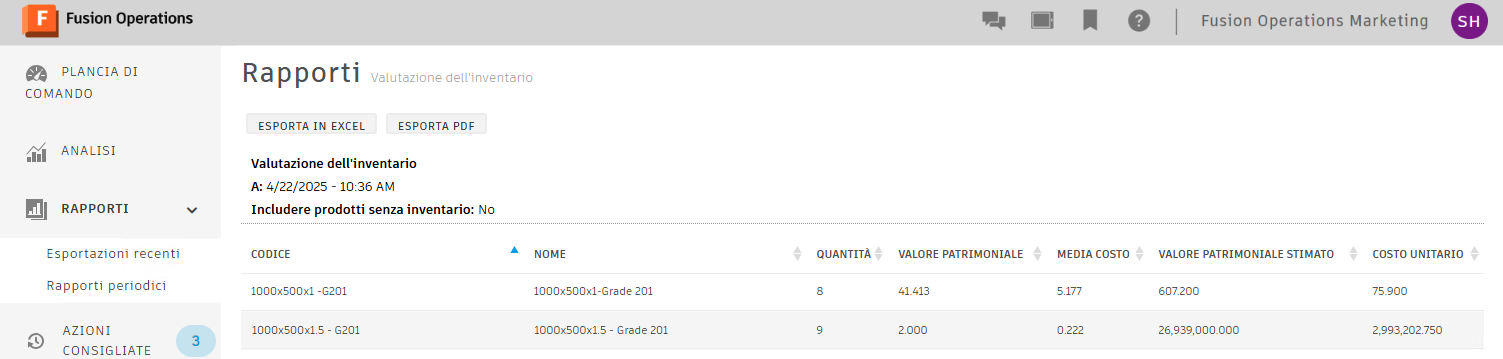 F
Fusion Operations
?
Fusion Operations Marketing
SH
PLANCIA DI
COMANDO
ANALISI
RAPPORTI
Esportazioni recenti
Rapporti periodici
AZIONI
CONSIGLIATE
3
Rapporti Valutazione dell'inventario
ESPORTA IN EXCEL ESPORTA PDF
Valutazione dell'inventario
A: 4/22/2025 - 10:36 AM
Includere prodotti senza inventario: No
CODICE NOME QUANTITÀ VALORE PATRIMONIALE MEDIA COSTO VALORE PATRIMONIALE STIMATO COSTO UNITARIO
1000x500x1 -G201 1000x500x1-Grade 201 8 41.413 5.177 607.200 75.900
1000x500x1.5 - G201 1000x500x1.5 - Grade 201 9 2.000 0.222 26,939,000.000 2,993,202.750